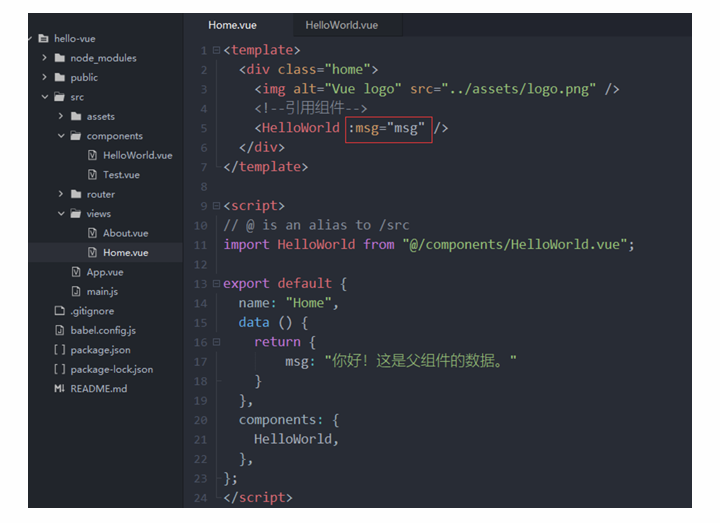 hello-vue
node_modules
public
src
assets
components
HelloWorld.vue
Test.vue
router
views
About.vue
Home.vue
App.vue
main.js
.gitignore
babel.config.js
package.json
package-lock.json
README.md
Home.vue
HelloWorld.vue
1 <template>
2 <div class="home">
3 <img alt="Vue logo" src="../assets/logo.png" />
4 <!--引用组件-->
5 <HelloWorld :msg="msg" />
6 </div>
7 </template>
8
9 <script>
10 // @ is an alias to /src
11 import HelloWorld from "@/components/HelloWorld.vue";
12
13 export default {
14 name: "Home",
15 data () {
16 return {
17 msg: "你好！这是父组件的数据。"
18 }
19 },
20 components: {
21 HelloWorld,
22 },
23 };
24 </script>